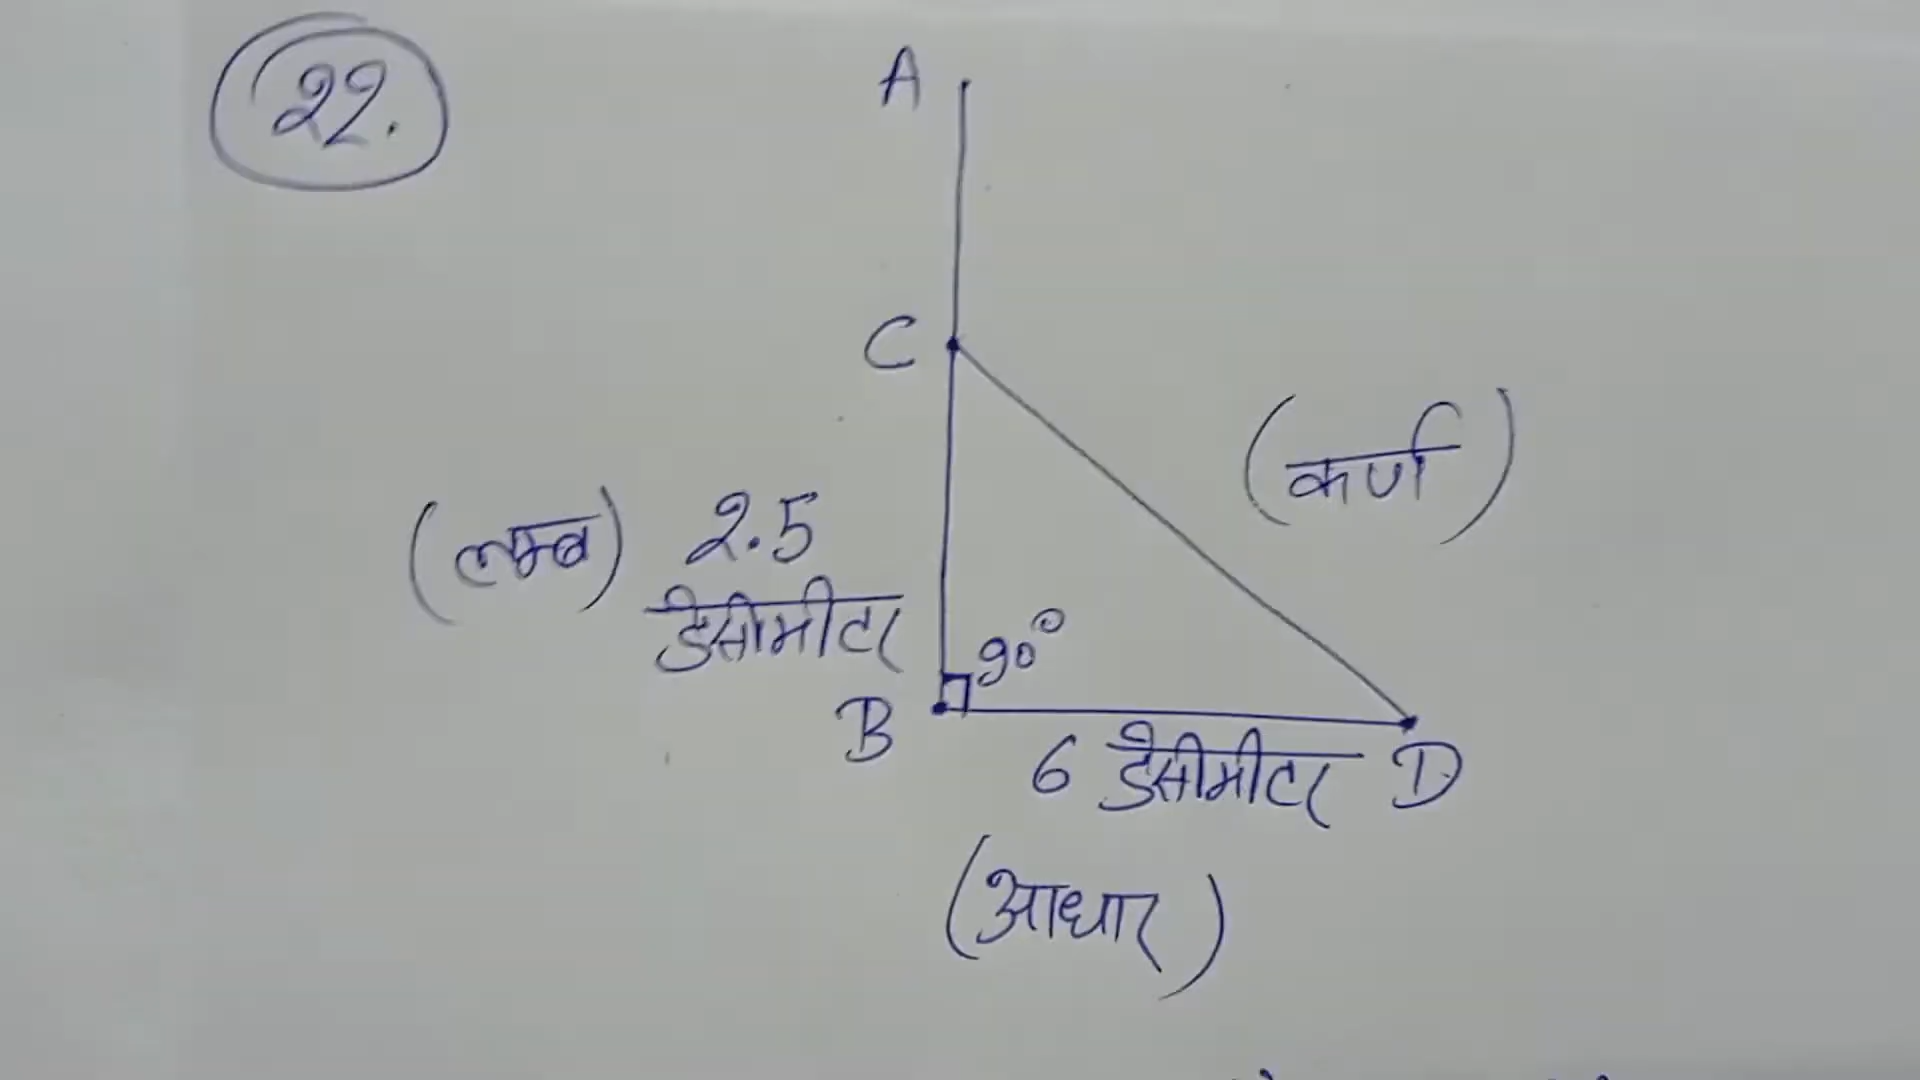 22.
A
C
(कर्ण)
(लम्ब) 2.5
डेसीमीटर
90°
B
6 डेसीमीटर D
(आधार)